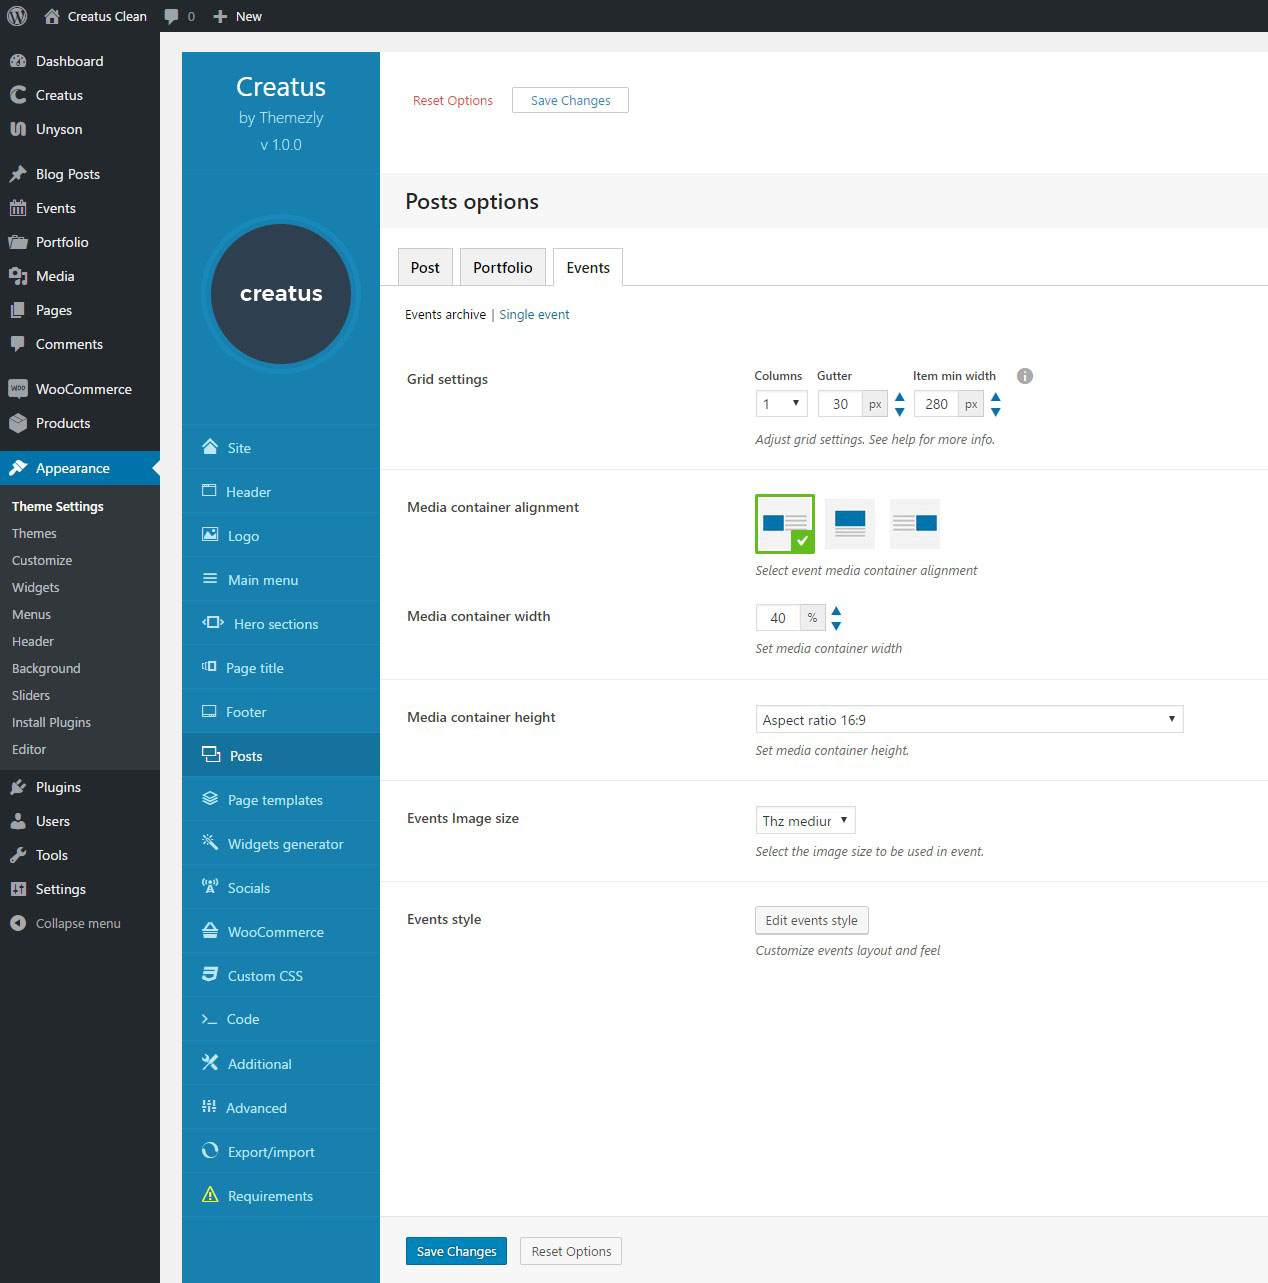 Creatus Clean 0 New
Dashboard
Creatus
Unyson
Blog Posts
Events
Portfolio
Media
Pages
Comments
WOO WooCommerce
Products
Appearance
Theme Settings
Themes
Customize
Widgets
Menus
Header
Background
Sliders
Install Plugins
Editor
Plugins
Users
Tools
Settings
Collapse menu
Creatus
by Themezly
v 1.0.0
creatus
Site
Header
Logo
Main menu
Hero sections
Page title
Footer
Posts
Page templates
Widgets generator
Socials
WooCommerce
Custom CSS
Code
Additional
Advanced
Export/import
Requirements
Reset Options Save Changes
Posts options
Post Portfolio Events
Events archive | Single event
Grid settings
Columns Gutter Item min width
1 30 px 280 px
Adjust grid settings. See help for more info.
Media container alignment
Select event media container alignment
Media container width
40 %
Set media container width
Media container height
Aspect ratio 16:9
Set media container height.
Events Image size
Thz mediur
Select the image size to be used in event.
Events style
Edit events style
Customize events layout and feel
Save Changes Reset Options